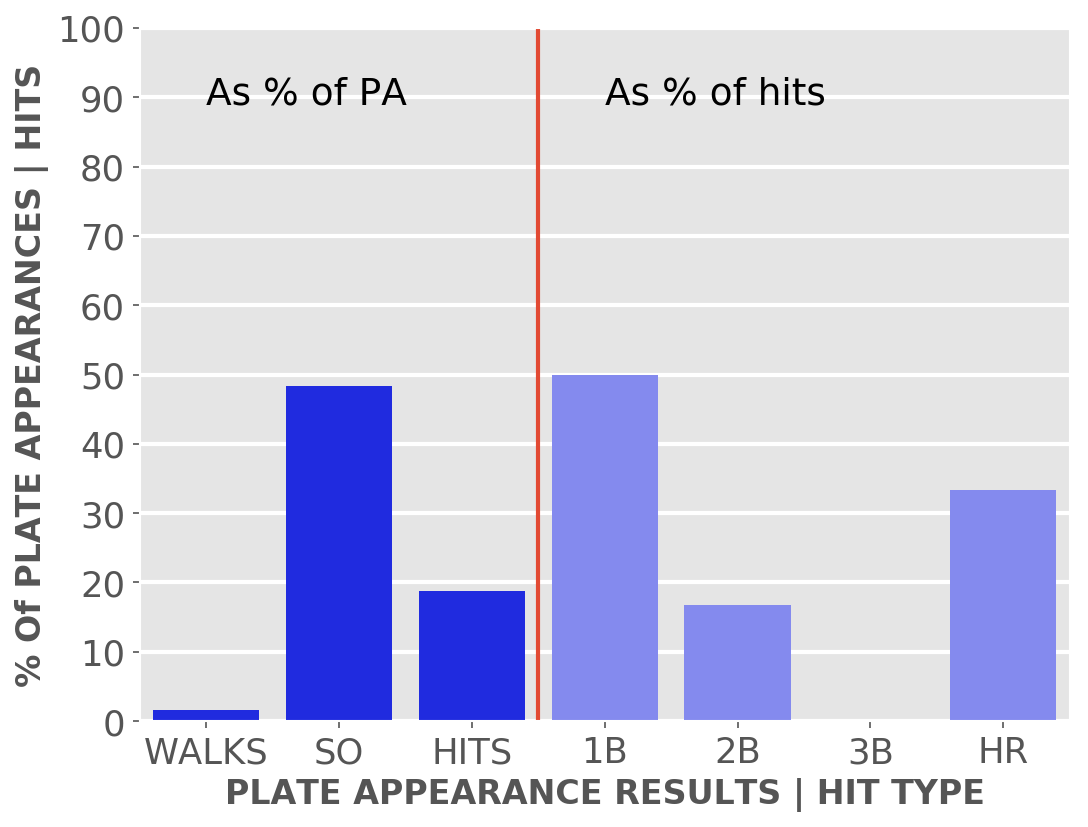 % Of PLATE APPEARANCES | HITS
100
90
80
70
60
50
40
30
20
10
0
As % of PA
As % of hits
WALKS SO HITS 1B 2B 3B HR
PLATE APPEARANCE RESULTS | HIT TYPE